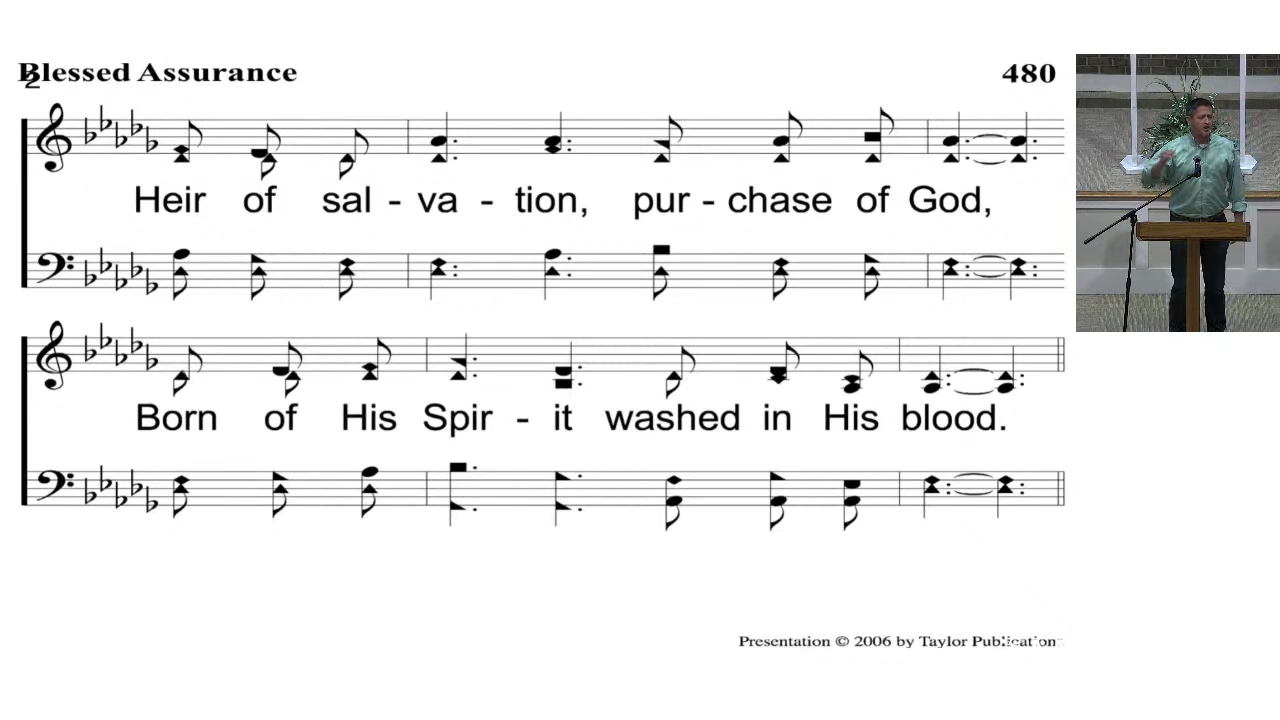 Blessed Assurance 480
2
Heir of sal - va - tion, pur - chase of God,
Born of His Spir - it washed in His blood.
Presentation © 2006 by Taylor Publications